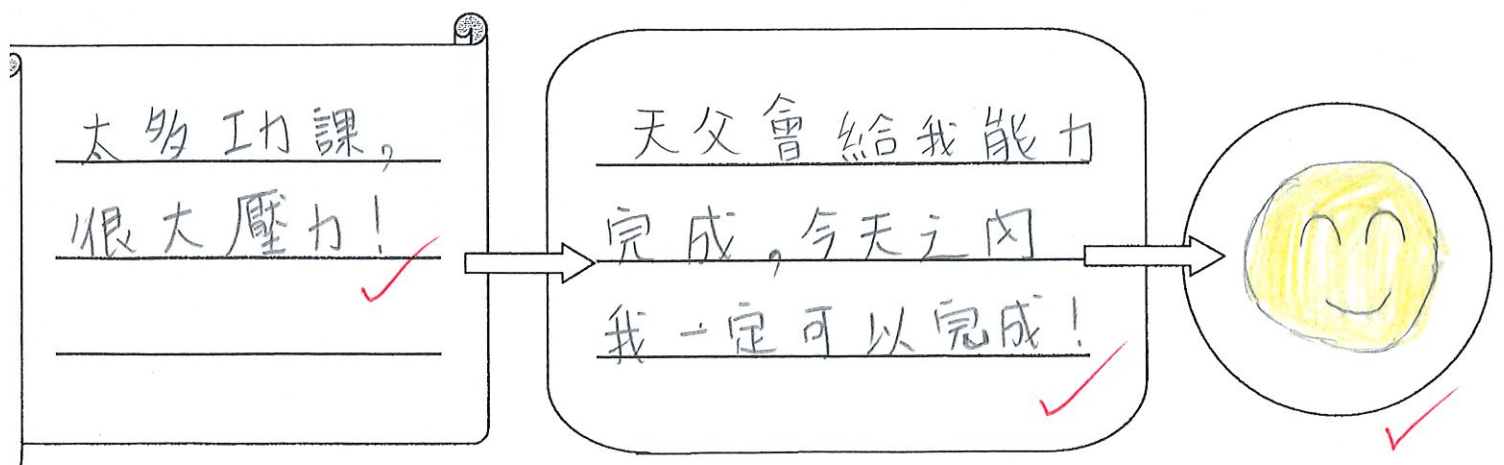 太多功課，
很大壓力！
天父會給我能力
完成，今天之內
我一定可以完成！